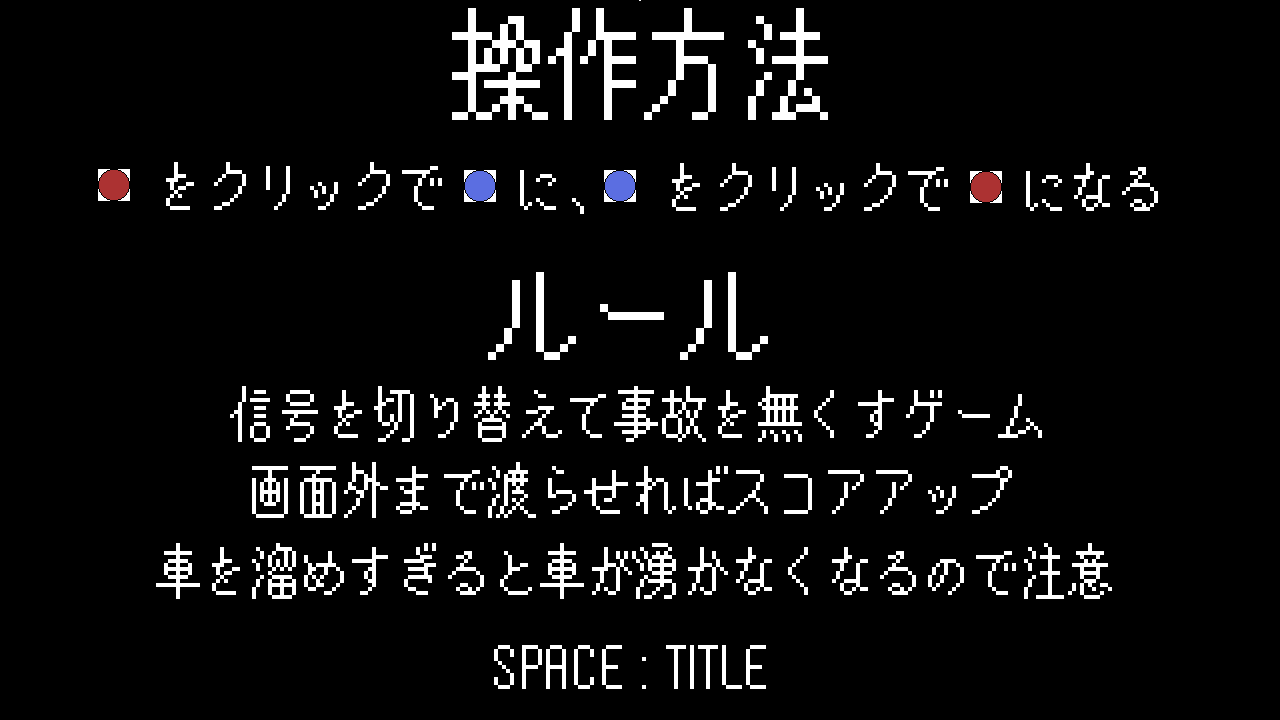 操作方法
🔴をクリックで🔵に、🔵をクリックで🔴になる
ルール
信号を切り替えて事故を無くすゲーム
画面外まで渡らせればスコアアップ
車を溜めすぎると車が湧かなくなるので注意
SPACE : TITLE